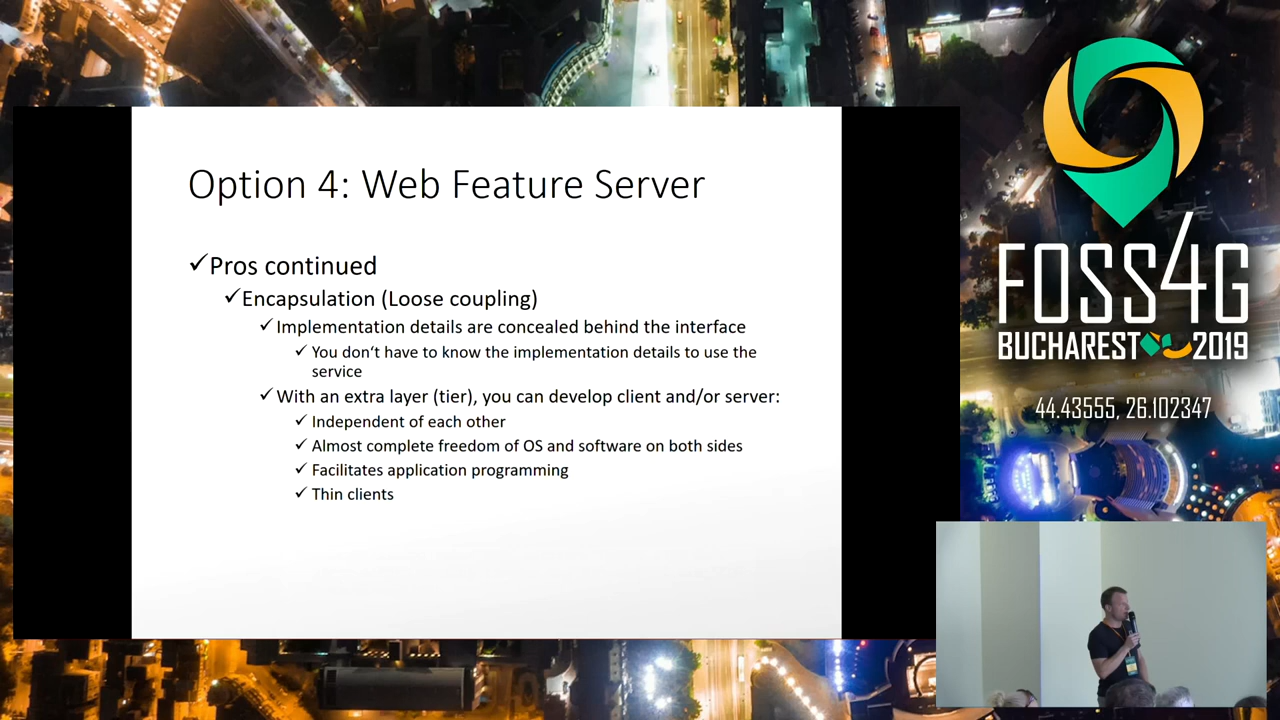 Option 4: Web Feature Server
✓Pros continued
✓Encapsulation (Loose coupling)
✓Implementation details are concealed behind the interface
✓ You don't have to know the implementation details to use the
service
✓With an extra layer (tier), you can develop client and/or server:
✓ Independent of each other
✓ Almost complete freedom of OS and software on both sides
✓ Facilitates application programming
✓ Thin clients
FOSS4G
BUCHAREST 2019
44.43555, 26.102347